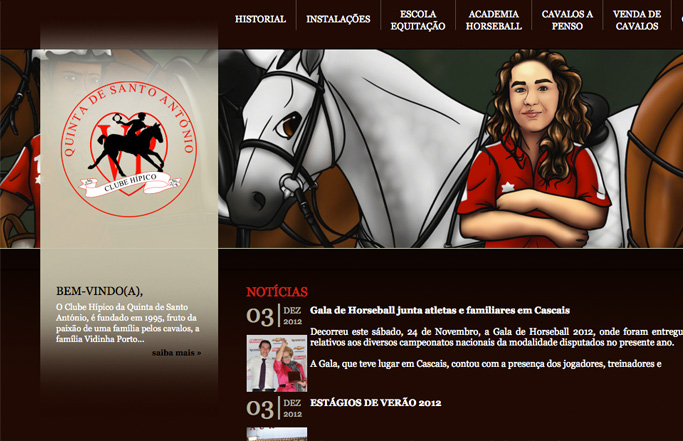 HISTORIAL
INSTALAÇÕES
ESCOLA
EQUITAÇÃO
ACADEMIA
HORSEBALL
CAVALOS A
PENSO
VENDA DE
CAVALOS
QUINTA DE SANTO ANTÓNIO
CLUBE HÍPICO
BEM-VINDO(A),
O Clube Hípico da Quinta de Santo
António, é fundado em 1995, fruto da
paixão de uma família pelos cavalos, a
família Vidinha Porto...
saiba mais »
NOTÍCIAS
03 DEZ
2012
Gala de Horseball junta atletas e famíliares em Cascais
Decorreu este sábado, 24 de Novembro, a Gala de Horseball 2012, onde foram entregu
relativos aos diversos campeonatos nacionais da modalidade disputados no presente ano.
A Gala, que teve lugar em Cascais, contou com a presença dos jogadores, treinadores e
03 DEZ
2012
ESTÁGIOS DE VERÃO 2012